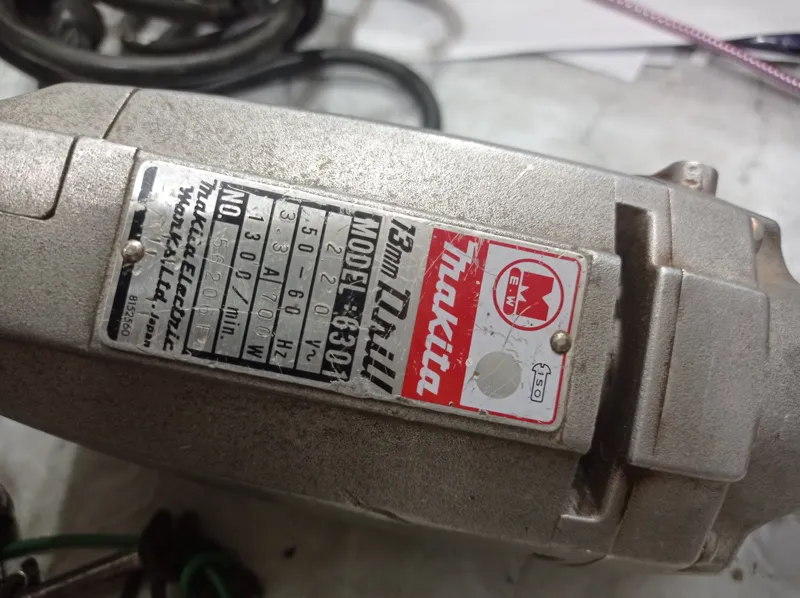 M
E.W
ISO
makita
13mm Drill
MODEL:6301
220 V~
50-60 Hz
3.3 A 700 W
1300/min.
NO.
Makita Electric
Works, Ltd., Japan
8152560